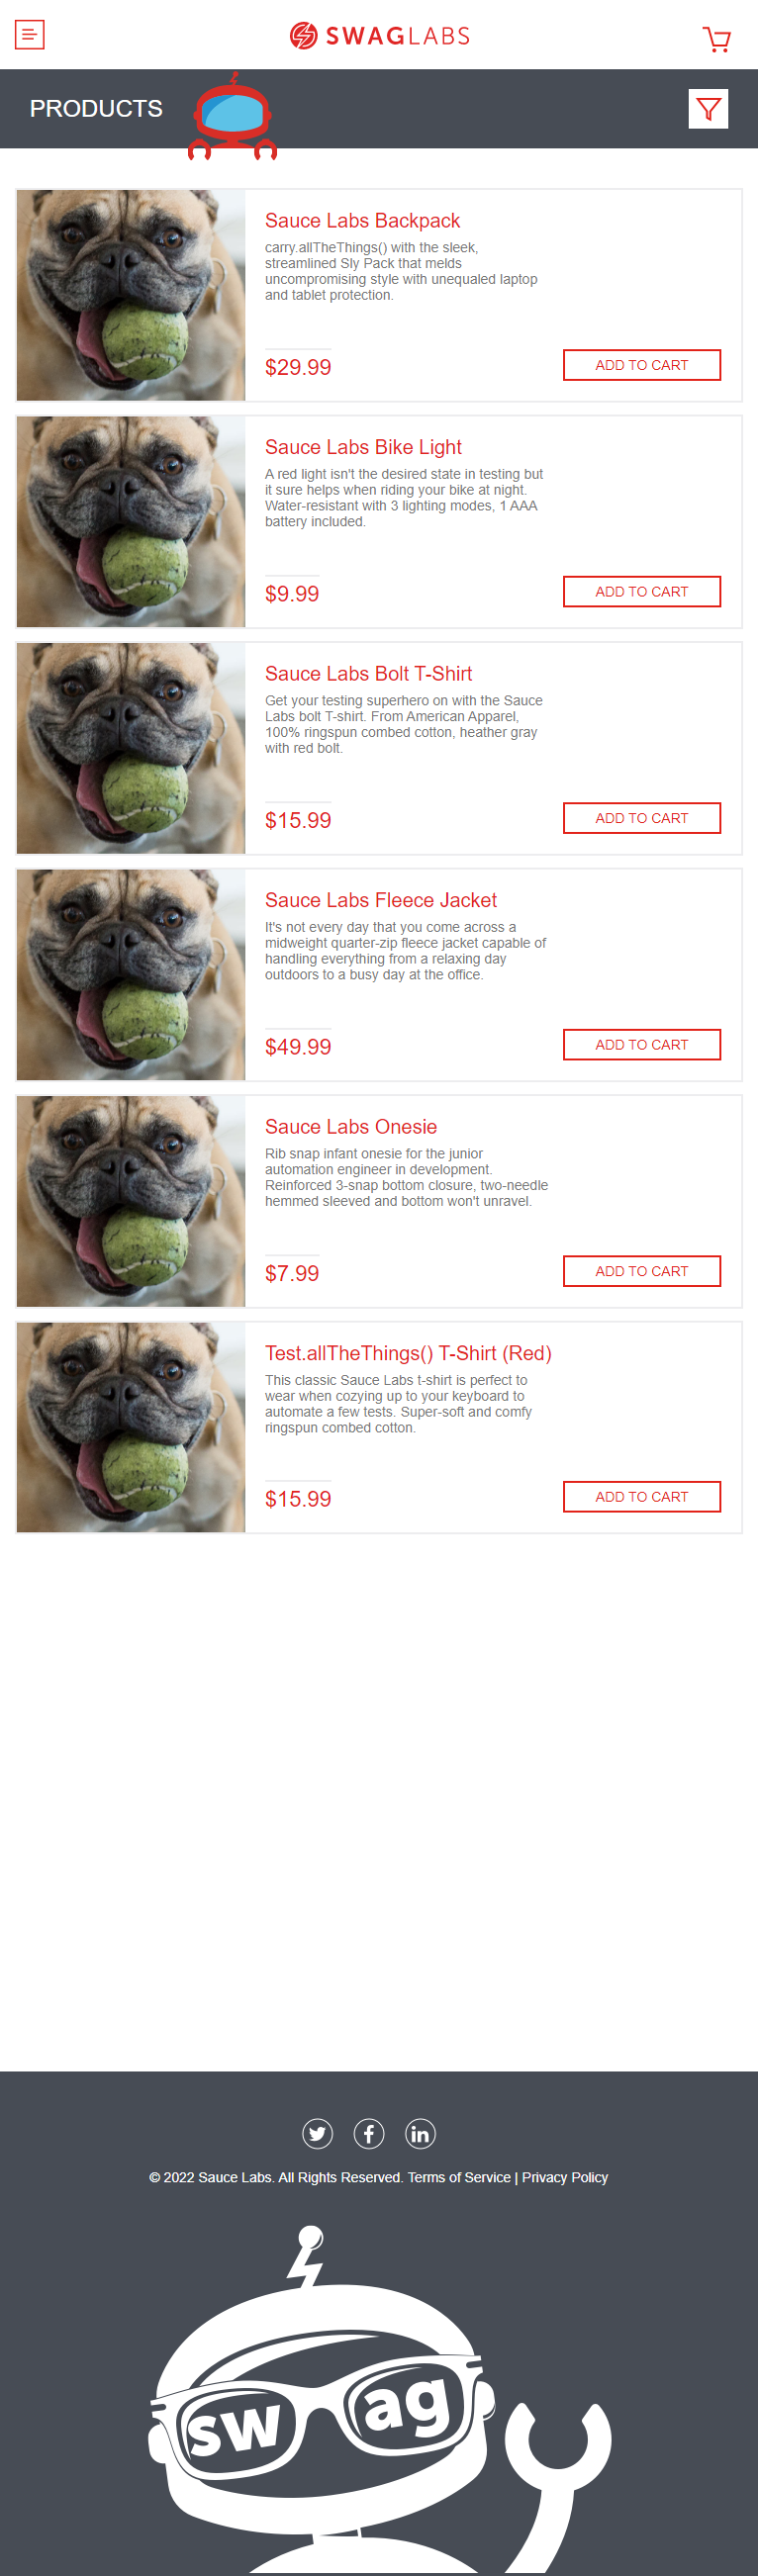 SWAGLABS
PRODUCTS
Sauce Labs Backpack
carry.allTheThings() with the sleek,
streamlined Sly Pack that melds
uncompromising style with unequaled laptop
and tablet protection.
$29.99
ADD TO CART
Sauce Labs Bike Light
A red light isn't the desired state in testing but
it sure helps when riding your bike at night.
Water-resistant with 3 lighting modes, 1 AAA
battery included.
$9.99
ADD TO CART
Sauce Labs Bolt T-Shirt
Get your testing superhero on with the Sauce
Labs bolt T-shirt. From American Apparel,
100% ringspun combed cotton, heather gray
with red bolt.
$15.99
ADD TO CART
Sauce Labs Fleece Jacket
It's not every day that you come across a
midweight quarter-zip fleece jacket capable of
handling everything from a relaxing day
outdoors to a busy day at the office.
$49.99
ADD TO CART
Sauce Labs Onesie
Rib snap infant onesie for the junior
automation engineer in development.
Reinforced 3-snap bottom closure, two-needle
hemmed sleeved and bottom won't unravel.
$7.99
ADD TO CART
Test.allTheThings() T-Shirt (Red)
This classic Sauce Labs t-shirt is perfect to
wear when cozying up to your keyboard to
automate a few tests. Super-soft and comfy
ringspun combed cotton.
$15.99
ADD TO CART
© 2022 Sauce Labs. All Rights Reserved. Terms of Service | Privacy Policy
swag